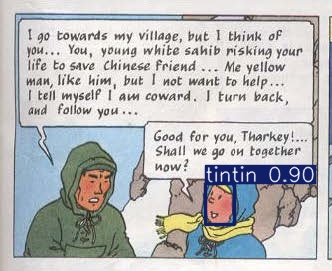 I go towards my village, but I think of
you... You, young white sahib risking your
life to save Chinese friend ... Me yellow
man, like him, but I not want to help...
I tell myself I am coward. I turn back,
and follow you ...
Good for you, Tharkey!...
Shall we go on together
now?
tintin 0.90